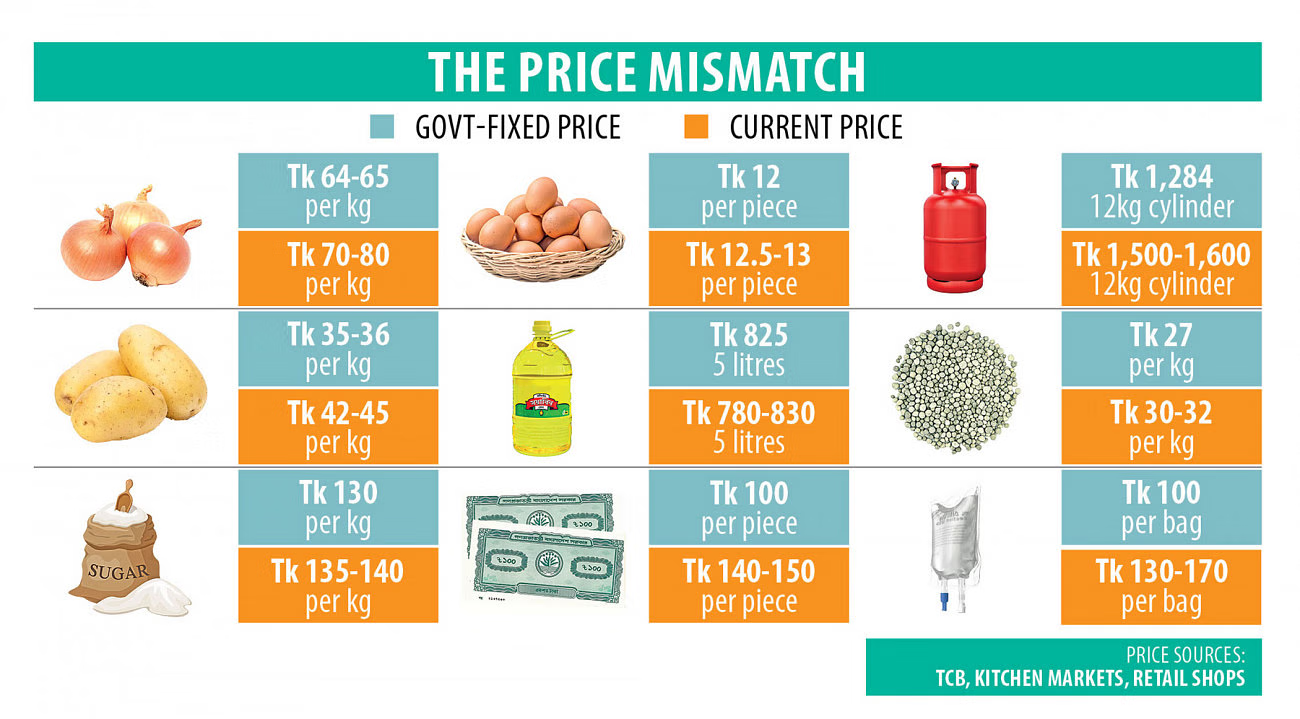 THE PRICE MISMATCH
GOVT-FIXED PRICE
CURRENT PRICE
Tk 64-65
per kg
Tk 70-80
per kg
Tk 12
per piece
Tk 12.5-13
per piece
Tk 1,284
12kg cylinder
Tk 1,500-1,600
12kg cylinder
Tk 35-36
per kg
Tk 42-45
per kg
Tk 825
5 litres
Tk 780-830
5 litres
Tk 27
per kg
Tk 30-32
per kg
SUGAR
Tk 130
per kg
Tk 135-140
per kg
৳১০০
৳১০০
৳১০০
Tk 100
per piece
Tk 140-150
per piece
Tk 100
per bag
Tk 130-170
per bag
PRICE SOURCES:
TCB, KITCHEN MARKETS, RETAIL SHOPS